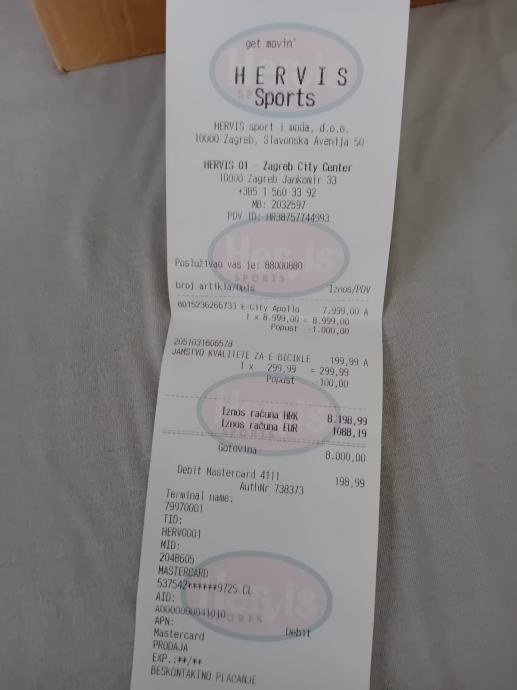 get movin'
HERVIS
Sports
HERVIS sport i moda, d.o.o.
10000 Zagreb, Slavonska Avenija 50
HERVIS 01 - Zagreb City Center
10000 Zagreb Jankomir 33
+385 1 560 33 92
MB: 2032597
PDV ID: HR38757744993
Posluživao vas je: 88000880
broj artikla/Opis Iznos/PDV
8015236266733 E-City Apollo 7.999,00 A
1 x 8.999,00 = 8.999,00
Popust -1.000,00
2051031606578
JAMSTVO KVALITETE ZA E-BICIKLE 199,99 A
1 x 299,99 = 299,99
Popust -100,00
Iznos računa HRK 8.198,99
Iznos računa EUR 1088,19
Gotovina 8.000,00
Debit Mastercard 4111 198,99
AuthNr 738373
Terminal name:
79970001
TID:
HERV0001
MID:
2048605
MASTERCARD
537542******9725 CL
AID:
A0000000041010
APN:
Mastercard Debit
PRODAJA
EXP.:**/**
BESKONTAKTNO PLAĆANJE